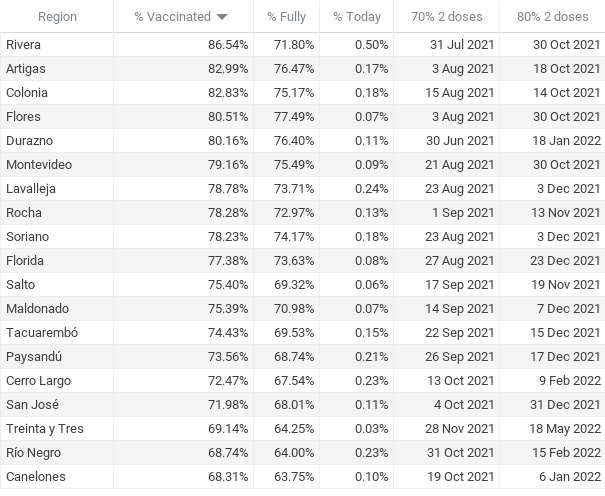 Region % Vaccinated % Fully % Today 70% 2 doses 80% 2 doses
Rivera 86.54% 71.80% 0.50% 31 Jul 2021 30 Oct 2021
Artigas 82.99% 76.47% 0.17% 3 Aug 2021 18 Oct 2021
Colonia 82.83% 75.17% 0.18% 15 Aug 2021 14 Oct 2021
Flores 80.51% 77.49% 0.07% 3 Aug 2021 30 Oct 2021
Durazno 80.16% 76.40% 0.11% 30 Jun 2021 18 Jan 2022
Montevideo 79.16% 75.49% 0.09% 21 Aug 2021 30 Oct 2021
Lavalleja 78.78% 73.71% 0.24% 23 Aug 2021 3 Dec 2021
Rocha 78.28% 72.97% 0.13% 1 Sep 2021 13 Nov 2021
Soriano 78.23% 74.17% 0.18% 23 Aug 2021 3 Dec 2021
Florida 77.38% 73.63% 0.08% 27 Aug 2021 23 Dec 2021
Salto 75.40% 69.32% 0.06% 17 Sep 2021 19 Nov 2021
Maldonado 75.39% 70.98% 0.07% 14 Sep 2021 7 Dec 2021
Tacuarembó 74.43% 69.53% 0.15% 22 Sep 2021 15 Dec 2021
Paysandú 73.56% 68.74% 0.21% 26 Sep 2021 17 Dec 2021
Cerro Largo 72.47% 67.54% 0.23% 13 Oct 2021 9 Feb 2022
San José 71.98% 68.01% 0.11% 4 Oct 2021 31 Dec 2021
Treinta y Tres 69.14% 64.25% 0.03% 28 Nov 2021 18 May 2022
Río Negro 68.74% 64.00% 0.23% 31 Oct 2021 15 Feb 2022
Canelones 68.31% 63.75% 0.10% 19 Oct 2021 6 Jan 2022